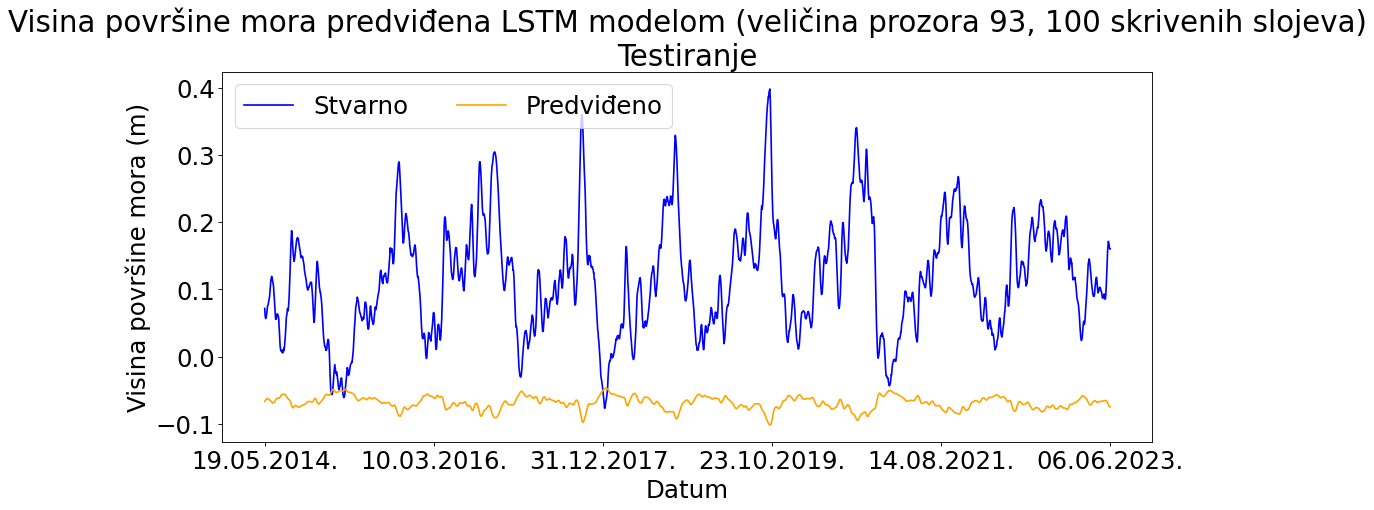 Visina površine mora predviđena LSTM modelom (veličina prozora 93, 100 skrivenih slojeva)
Testiranje
Stvarno Predviđeno
Visina površine mora (m)
0.4
0.3
0.2
0.1
0.0
−0.1
19.05.2014. 10.03.2016. 31.12.2017. 23.10.2019. 14.08.2021. 06.06.2023.
Datum